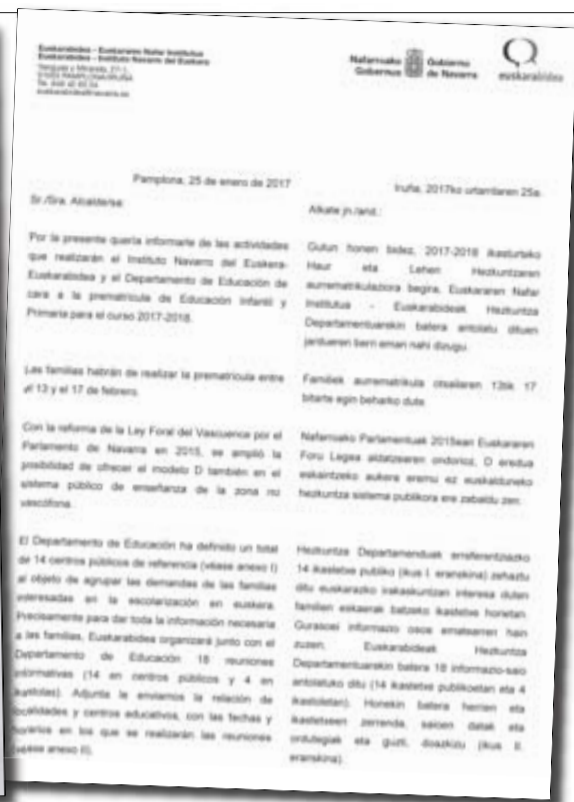 Euskarabidea - Euskararen Nafar Institutua
Euskarabidea - Instituto Navarro del Euskera
Nafarroako Gobernua
Gobierno de Navarra
euskarabidea
Pamplona, 25 de enero de 2017
Sr./Sra. Alcalde/sa:
Por la presente quería informarle de las actividades
que realizarán el Instituto Navarro del Euskera-
Euskarabidea y el Departamento de Educación de
cara a la prematrícula de Educación Infantil y
Primaria para el curso 2017-2018.
Las familias habrán de realizar la prematrícula entre
el 13 y el 17 de febrero.
Con la reforma de la Ley Foral del Vascuence por el
Parlamento de Navarra en 2015, se amplió la
posibilidad de ofrecer el modelo D también en el
sistema público de enseñanza de la zona no
vascófona.
El Departamento de Educación ha definido un total
de 14 centros públicos de referencia (véase anexo I)
al objeto de agrupar las demandas de las familias
interesadas en la escolarización en euskera.
Precisamente para dar toda la información necesaria
a las familias, Euskarabidea organizará junto con el
Departamento de Educación 18 reuniones
informativas (14 en centros públicos y 4 en
ikastolas). Adjunta le enviamos la relación de
localidades y centros educativos, con las fechas y
horarios en los que se realizarán las reuniones
(véase anexo II).
Iruña, 2017ko urtarrilaren 25a.
Alkate jn./and.:
Gutun honen bidez, 2017-2018 ikasturteko
Haur eta Lehen Hezkuntzaren
aurrematrikulaziora begira, Euskararen Nafar
Institutua - Euskarabideak Hezkuntza
Departamentuarekin batera antolatu dituen
jardueren berri eman nahi dizugu.
Familiek aurrematrikula otsailaren 13tik 17
bitarte egin beharko dute.
Nafarroako Parlamentuak 2015ean Euskararen
Foru Legea aldatzearen ondorioz, D eredua
eskaintzeko aukera eremu ez euskalduneko
hezkuntza sistema publikora ere zabaldu zen.
Hezkuntza Departamenduak erreferentziazko
14 ikastetxe publiko (ikus I. eranskina) zehaztu
ditu euskarazko irakaskuntzan interesa duten
familien eskaerak batzeko ikastetxe horietan.
Gurasoei informazio osoa ematearren hain
zuzen, Euskarabideak Hezkuntza
Departamentuarekin batera 18 informazio-saio
antolatuko ditu (14 ikastetxe publikoetan eta 4
ikastoletan). Honekin batera herrien eta
ikastetxeen zerrenda, saioen datak eta
ordutegiak eta guzti, doazkizu (ikus II.
eranskina).